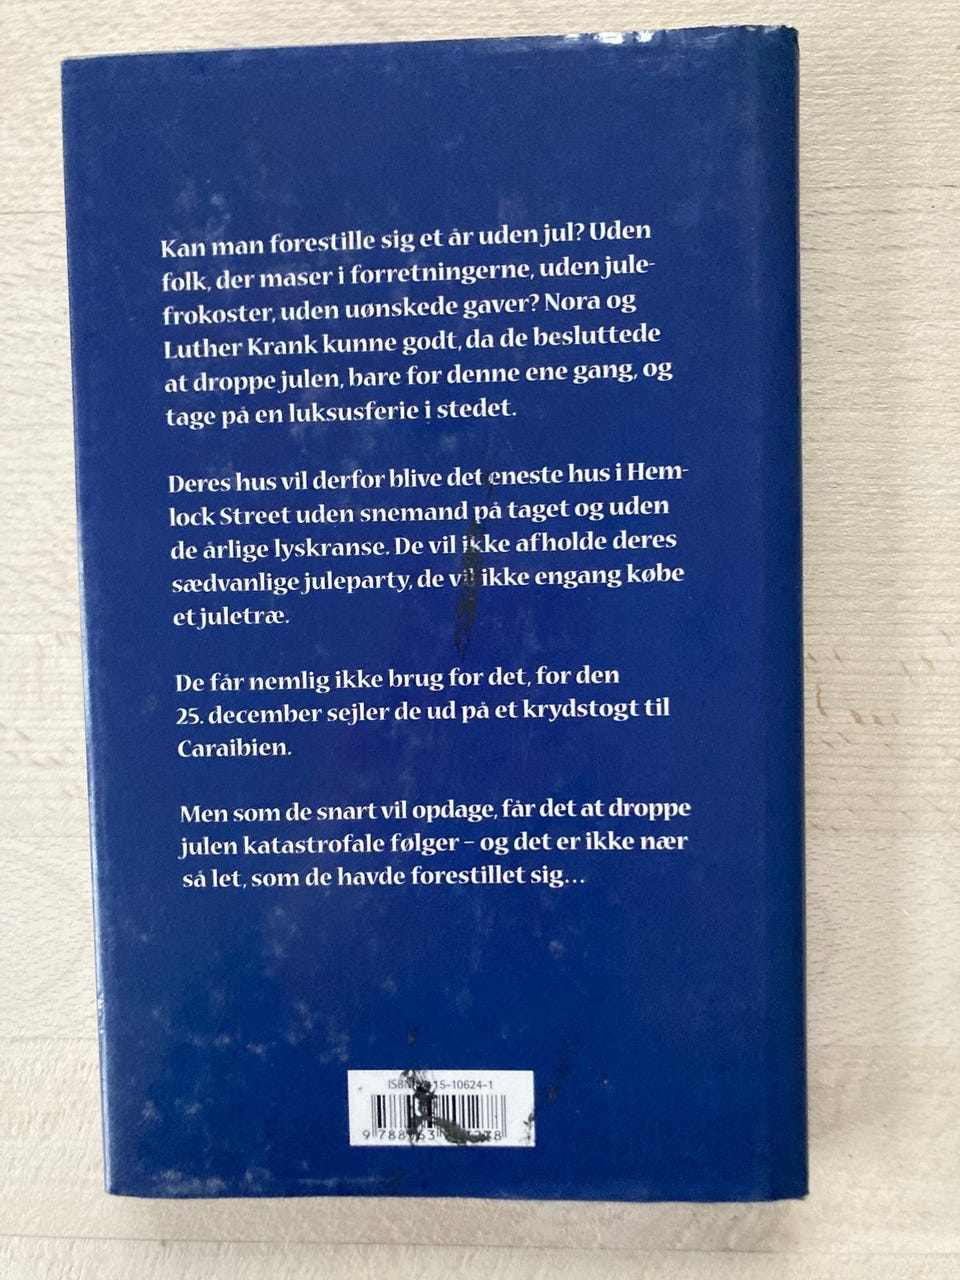 Kan man forestille sig et år uden jul? Uden
folk, der maser i forretningerne, uden jule-
frokoster, uden uønskede gaver? Nora og
Luther Krank kunne godt, da de besluttede
at droppe julen, bare for denne ene gang, og
tage på en luksusferie i stedet.
Deres hus vil derfor blive det eneste hus i Hem-
lock Street uden snemand på taget og uden
de årlige lyskranse. De vil ikke afholde deres
sædvanlige juleparty, de vil ikke engang købe
et juletræ.
De får nemlig ikke brug for det, for den
25. december sejler de ud på et krydstogt til
Caraibien.
Men som de snart vil opdage, får det at droppe
julen katastrofale følger – og det er ikke nær
så let, som de havde forestillet sig...
ISBN 15-10624-1